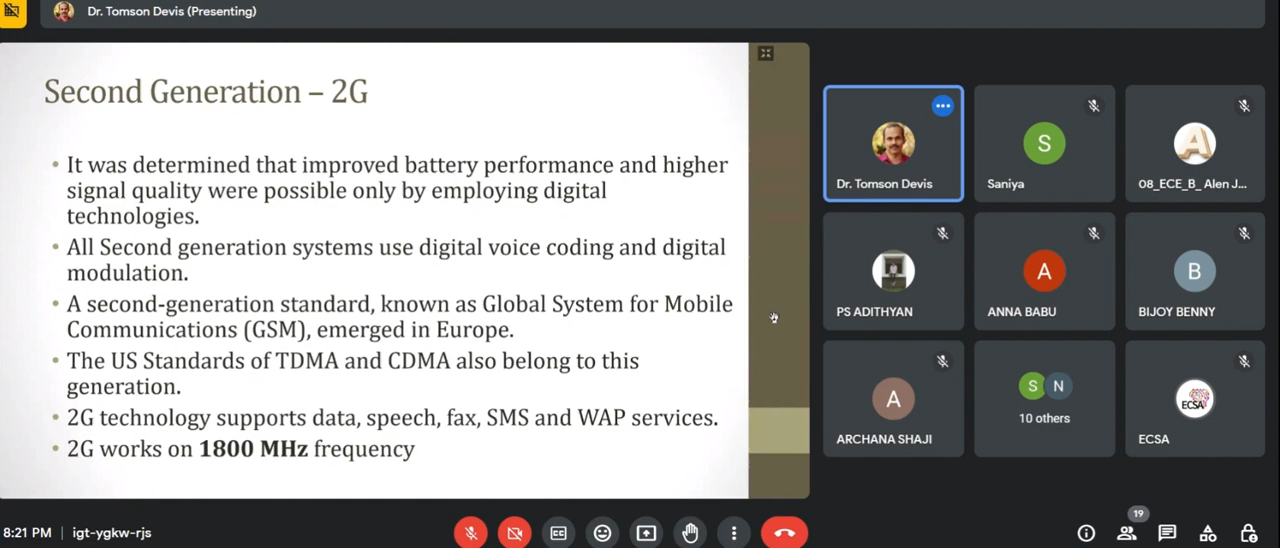 Dr. Tomson Devis (Presenting)
Second Generation – 2G
• It was determined that improved battery performance and higher
signal quality were possible only by employing digital
technologies.
• All Second generation systems use digital voice coding and digital
modulation.
• A second-generation standard, known as Global System for Mobile
Communications (GSM), emerged in Europe.
• The US Standards of TDMA and CDMA also belong to this
generation.
• 2G technology supports data, speech, fax, SMS and WAP services.
• 2G works on 1800 MHz frequency
Dr. Tomson Devis
S
Saniya
A
08_ECE_B_ Alen J...
PS ADITHYAN
A
ANNA BABU
B
BIJOY BENNY
A
ARCHANA SHAJI
S N
10 others
ECSA
ECSA
8:21 PM | igt-ygkw-rjs
CC
19